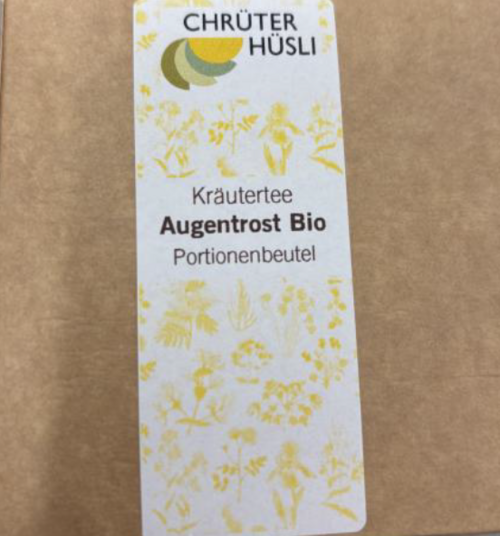 CHRÜTER
HÜSLI
Kräutertee
Augentrost Bio
Portionenbeutel